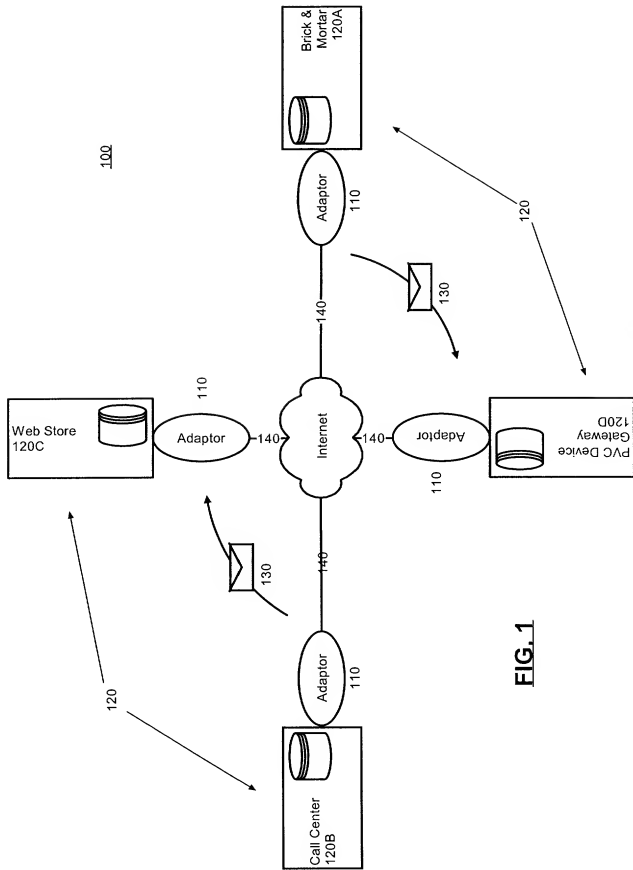 100
Brick &
Mortar
120A
Adaptor
110
140
130
120
Web Store
120C
Adaptor
110
140
Internet
140
Adaptor
110
PVC Device
Gateway
120D
130
140
120
Adaptor
110
Call Center
120B
FIG. 1